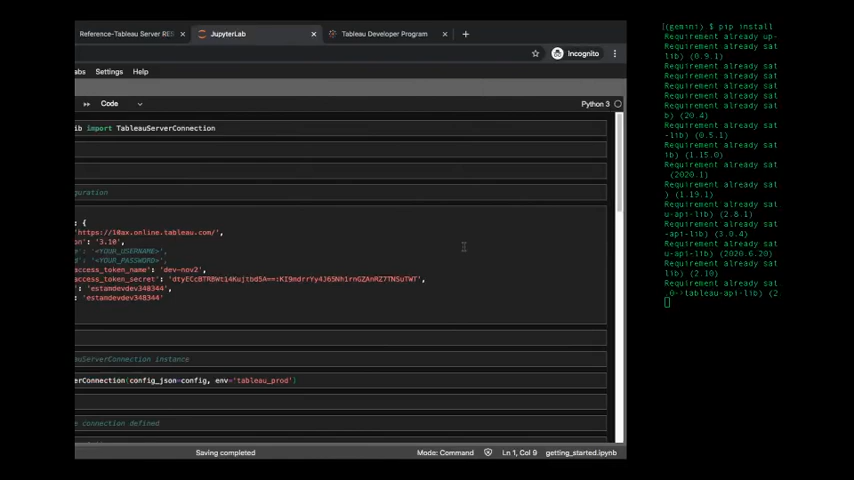 Reference-Tableau Server RES
JupyterLab
Tableau Developer Program
Incognito
abs Settings Help
Code
Python 3
ib import TableauServerConnection
guration
: {
'https://10ax.online.tableau.com/',
on': '3.10',
': '<YOUR_USERNAME>',
d': '<YOUR_PASSWORD>',
access_token_name': 'dev-nov2',
': 'estamdevdev348344',
': 'estamdevdev348344'
auServerConnection instance
erConnection(config_json=config, env='tableau_prod')
e connection defined
Saving completed
Mode: Command
Ln 1, Col 9
getting_started.ipynb
(gemini) $ pip install
Requirement already up-
Requirement already sat
lib) (0.9.1)
Requirement already sat
Requirement already sat
Requirement already sat
Requirement already sat
b) (20.4)
Requirement already sat
-lib) (0.5.1)
Requirement already sat
ib) (1.15.0)
Requirement already sat
(2020.1)
Requirement already sat
) (1.19.1)
Requirement already sat
u-api-lib) (2.8.1)
Requirement already sat
-api-lib) (3.0.4)
Requirement already sat
u-api-lib) (2020.6.20)
Requirement already sat
lib) (2.10)
Requirement already sat
_0->tableau-api-lib) (2